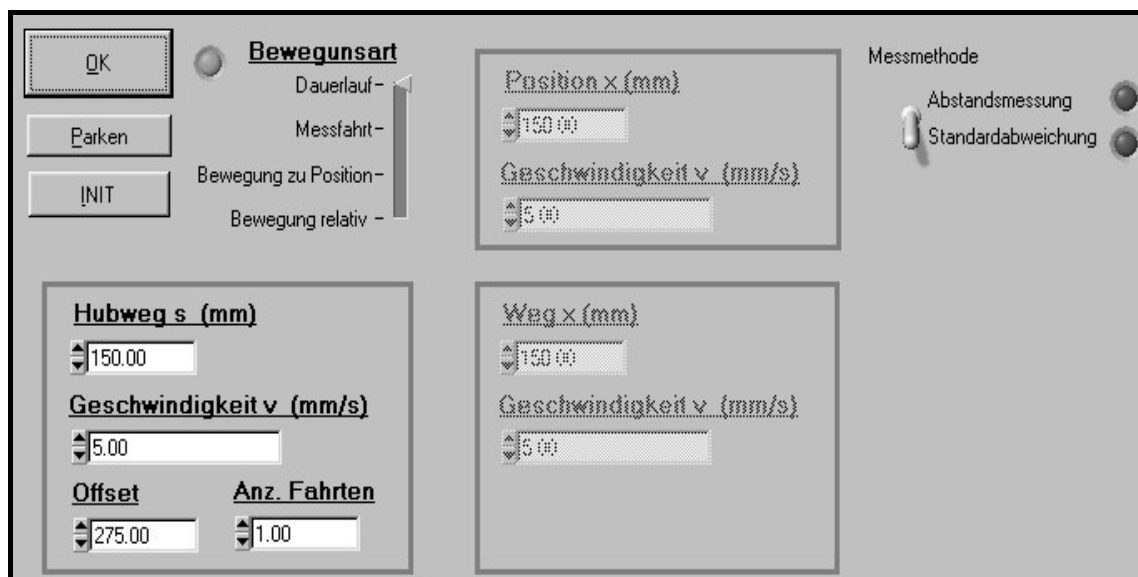 OK
Parken
INIT
Bewegunsart
Dauerlauf
Messfahrt
Bewegung zu Position
Bewegung relativ
Position x (mm)
150.00
Geschwindigkeit v (mm/s)
5.00
Messmethode
Abstandsmessung
Standardabweichung
Hubweg s (mm)
150.00
Geschwindigkeit v (mm/s)
5.00
Offset Anz. Fahrten
275.00 1.00
Weg x (mm)
150.00
Geschwindigkeit v (mm/s)
5.00